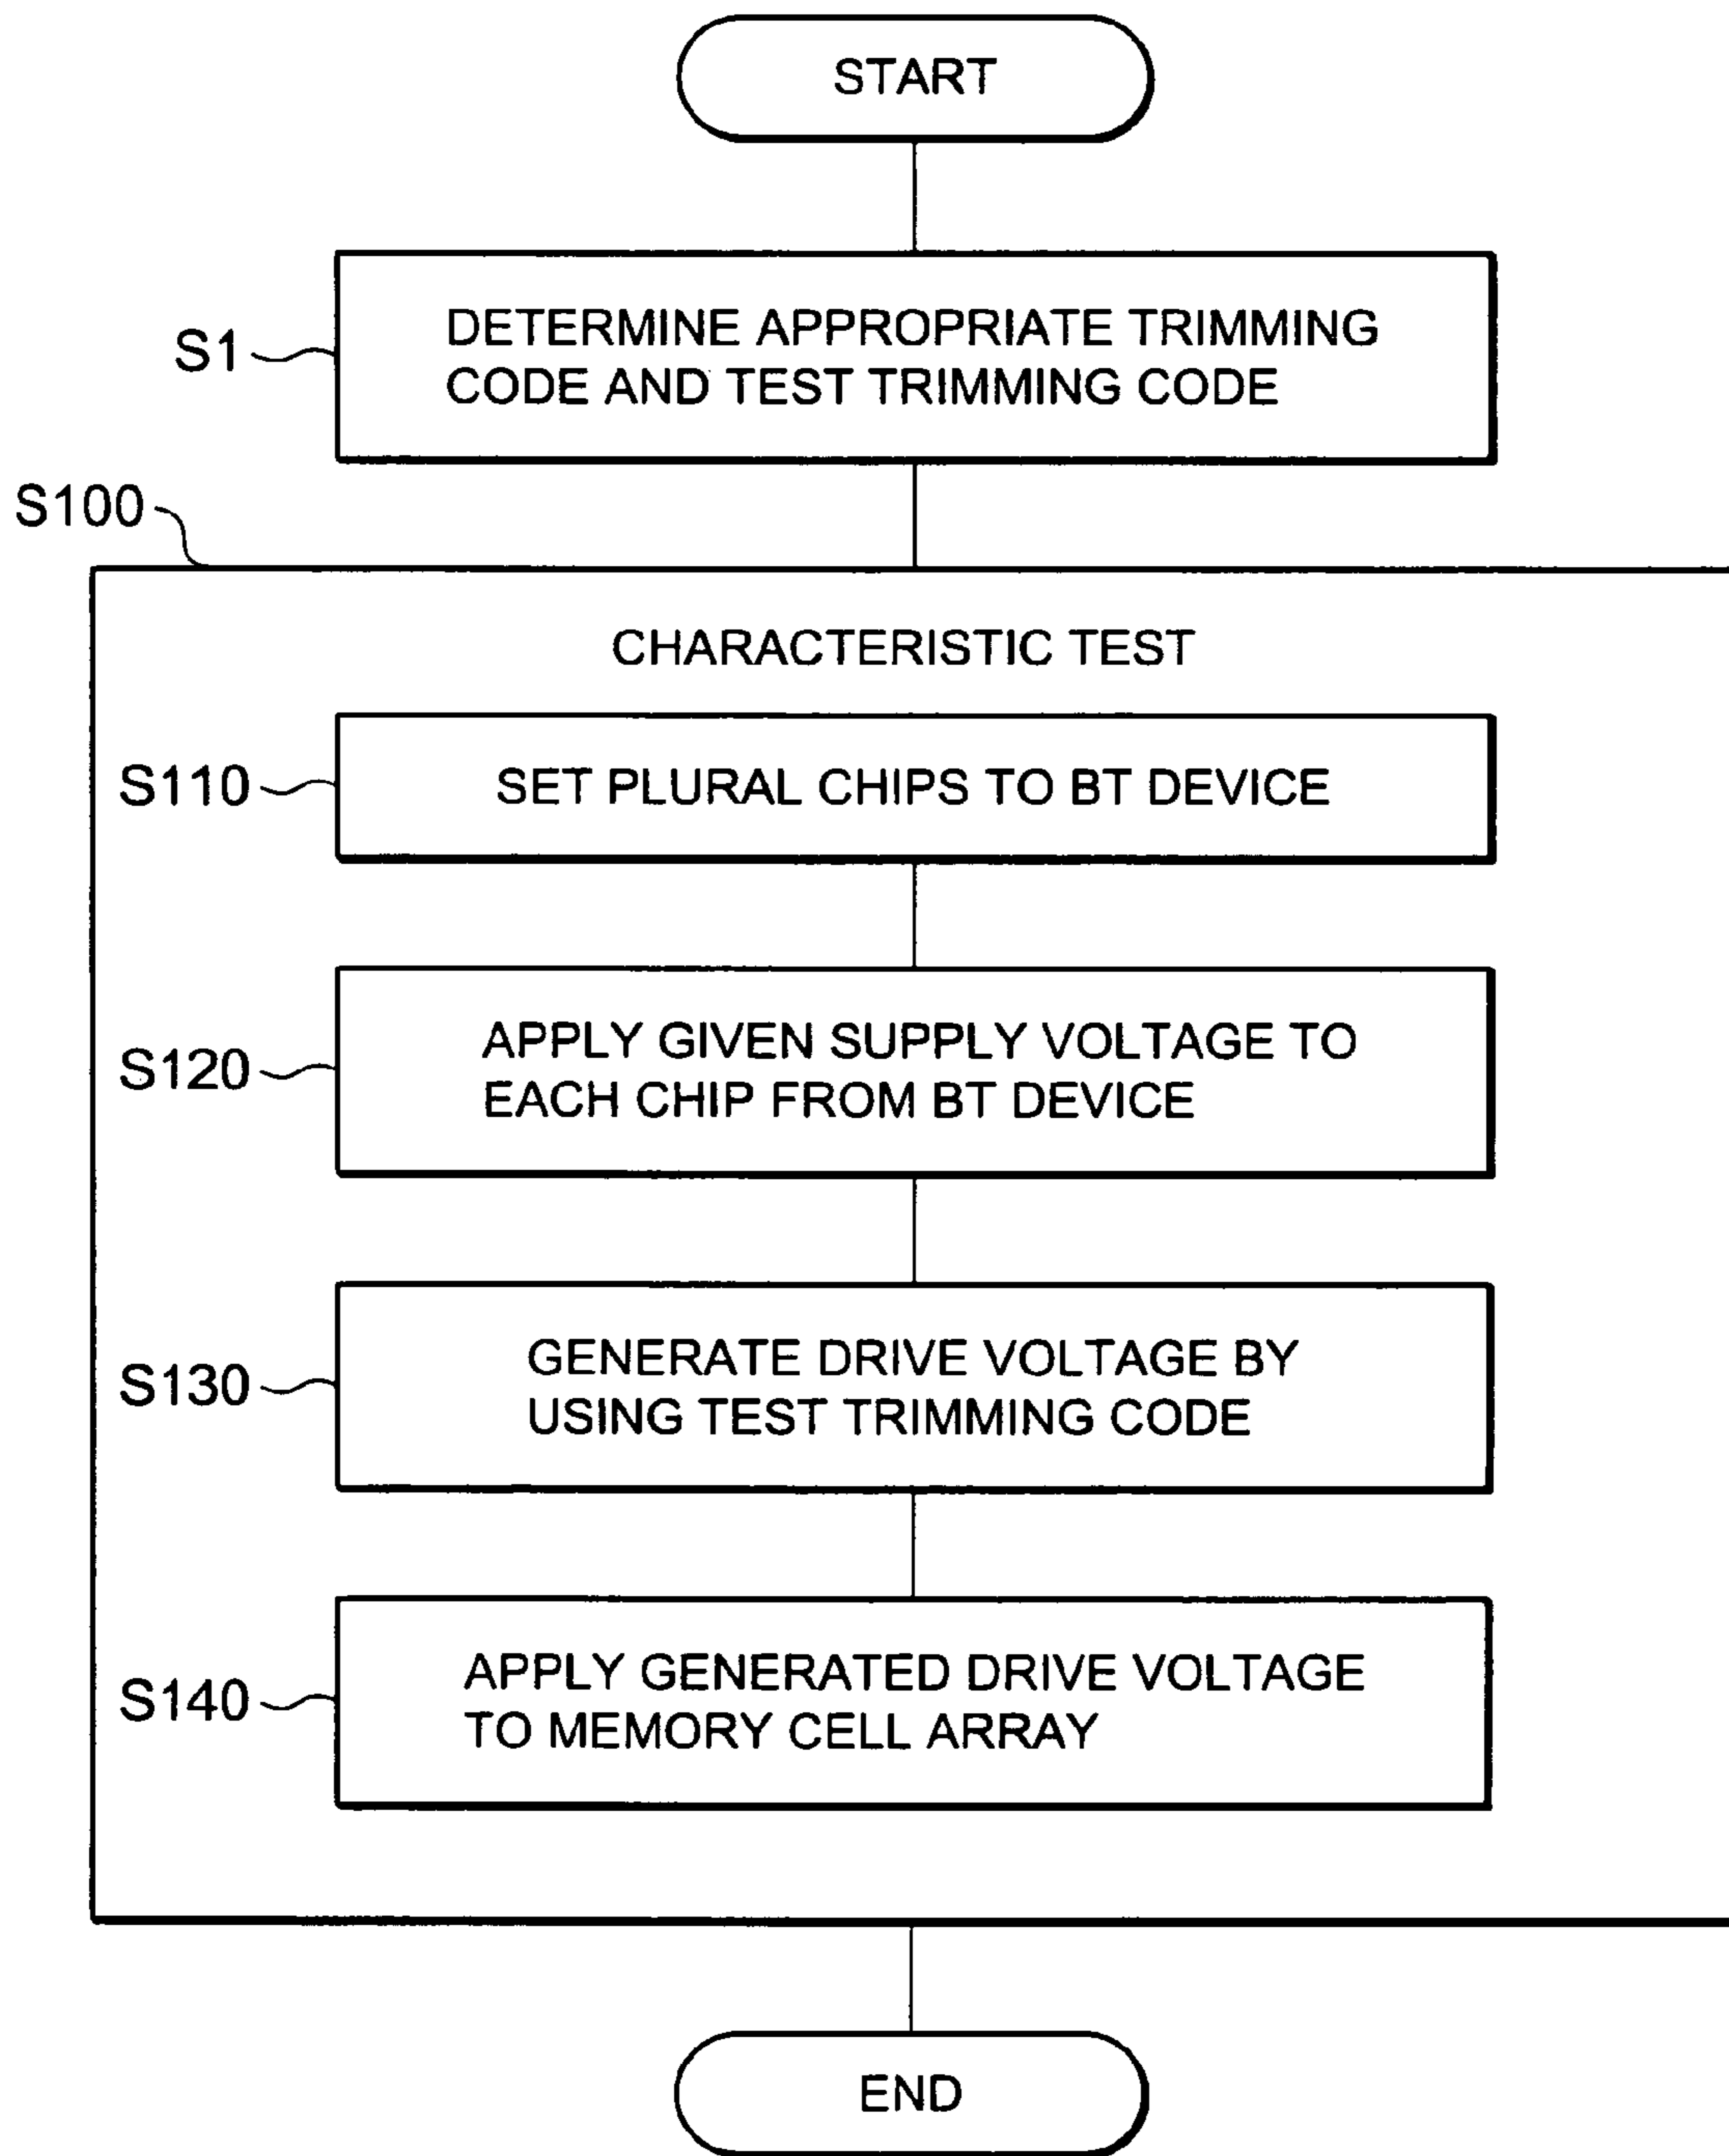 START
S1
DETERMINE APPROPRIATE TRIMMING
CODE AND TEST TRIMMING CODE
S100
CHARACTERISTIC TEST
S110
SET PLURAL CHIPS TO BT DEVICE
S120
APPLY GIVEN SUPPLY VOLTAGE TO
EACH CHIP FROM BT DEVICE
S130
GENERATE DRIVE VOLTAGE BY
USING TEST TRIMMING CODE
S140
APPLY GENERATED DRIVE VOLTAGE
TO MEMORY CELL ARRAY
END